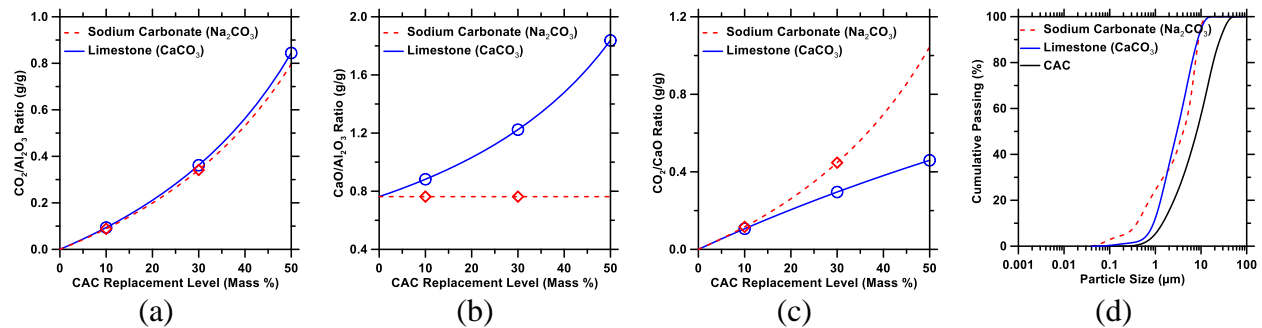 CO₂/Al₂O₃ Ratio (g/g)
1.0
0.8
0.6
0.4
0.2
0.0
Sodium Carbonate (Na₂CO₃)
Limestone (CaCO₃)
0 10 20 30 40 50
CAC Replacement Level (Mass %)
(a)
CaO/Al₂O₃ Ratio (g/g)
2.0
1.6
1.2
0.8
0.4
Sodium Carbonate (Na₂CO₃)
Limestone (CaCO₃)
0 10 20 30 40 50
CAC Replacement Level (Mass %)
(b)
CO₂/CaO Ratio (g/g)
1.2
0.8
0.4
0.0
Sodium Carbonate (Na₂CO₃)
Limestone (CaCO₃)
0 10 20 30 40 50
CAC Replacement Level (Mass %)
(c)
Cumulative Passing (%)
100
80
60
40
20
0
Sodium Carbonate (Na₂CO₃)
Limestone (CaCO₃)
CAC
0.001 0.01 0.1 1 10 100
Particle Size (µm)
(d)